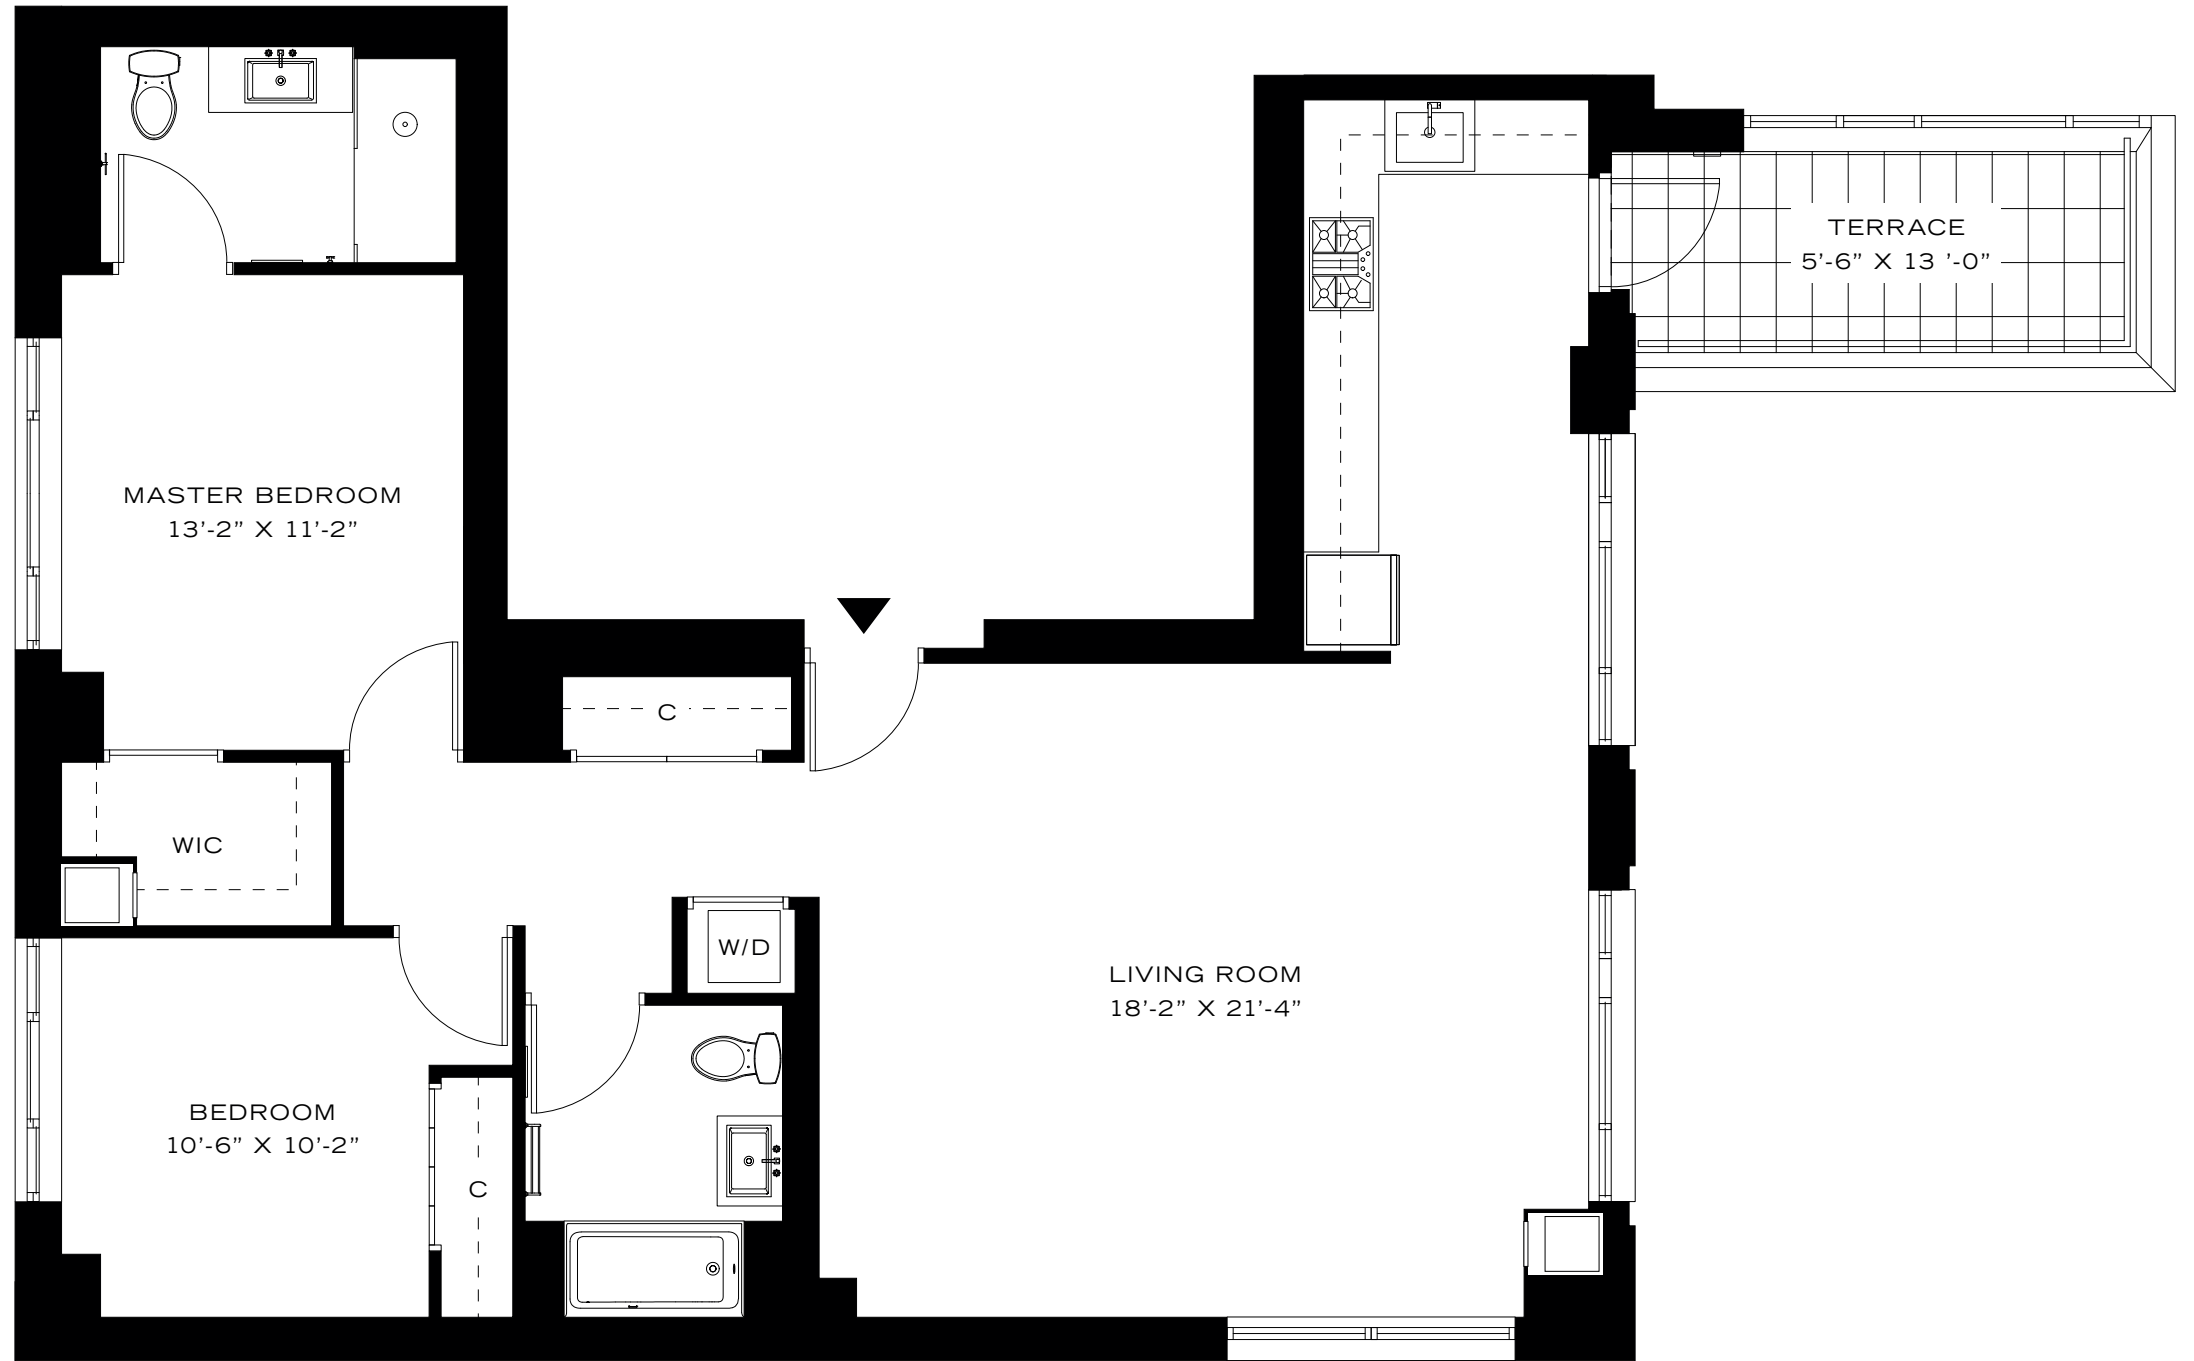 TERRACE
5'-6” X 13 '-0”
MASTER BEDROOM
13'-2” X 11'-2”
C
WIC
W/D
LIVING ROOM
18'-2” X 21'-4”
BEDROOM
10'-6” X 10'-2”
C